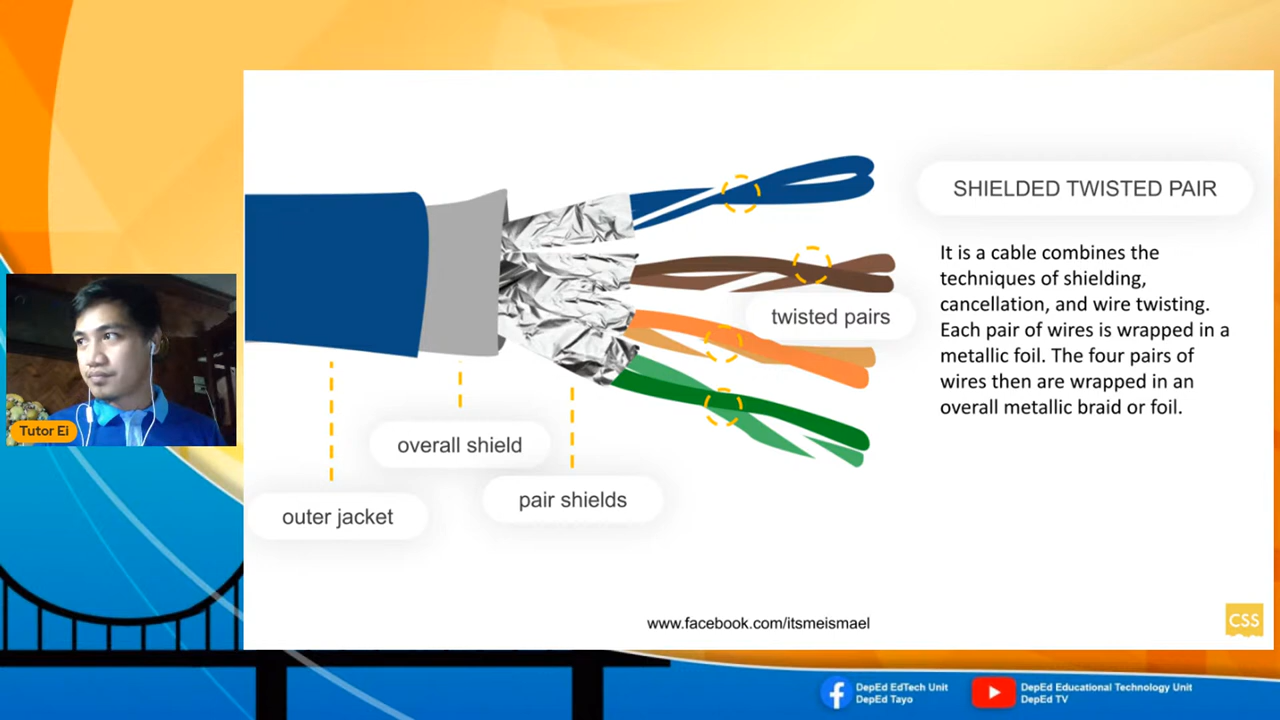 SHIELDED TWISTED PAIR
It is a cable combines the
techniques of shielding,
cancellation, and wire twisting.
Each pair of wires is wrapped in a
metallic foil. The four pairs of
wires then are wrapped in an
overall metallic braid or foil.
twisted pairs
overall shield
pair shields
outer jacket
Tutor Ei
www.facebook.com/itsmeismael
CSS
DepEd EdTech Unit
DepEd Tayo
DepEd Educational Technology Unit
DepEd TV